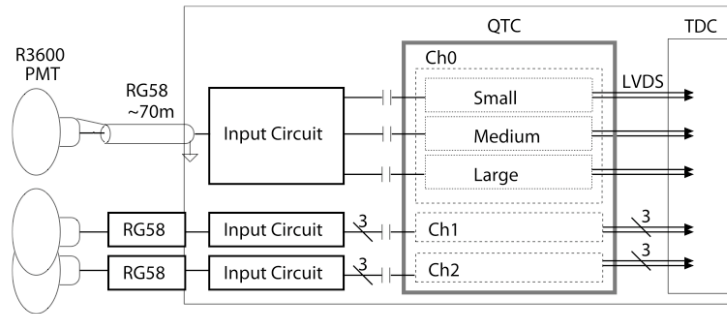 QTC
TDC
R3600
PMT
RG58
~70m
Ch0
LVDS
Small
Input Circuit
Medium
Large
RG58
Input Circuit
3
Ch1
3
RG58
Input Circuit
3
Ch2
3